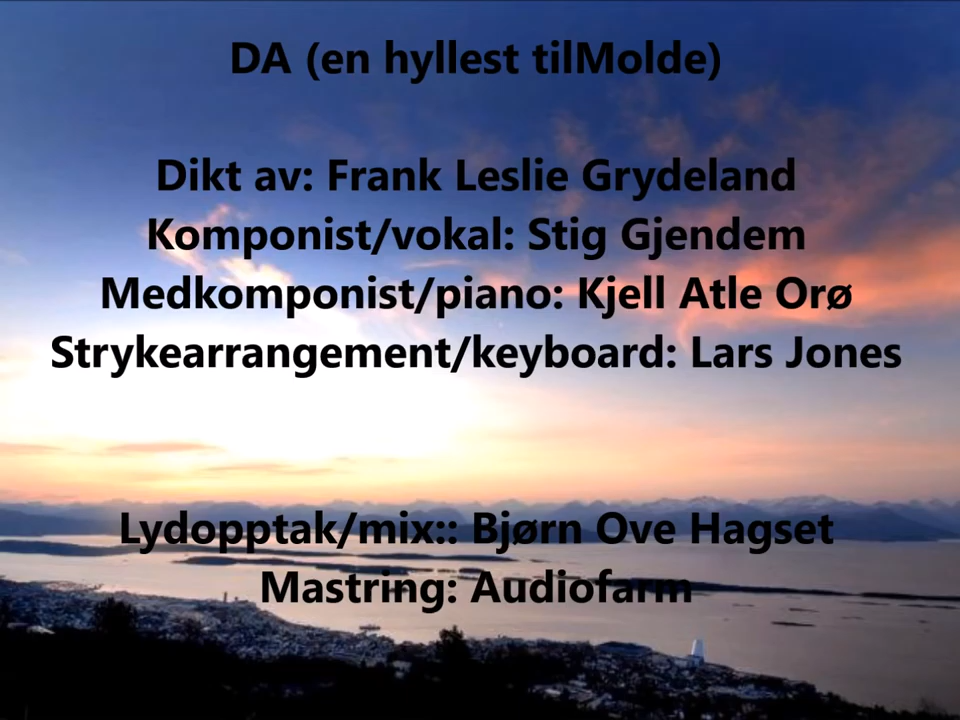 DA (en hyllest tilMolde)
Dikt av: Frank Leslie Grydeland
Komponist/vokal: Stig Gjendem
Medkomponist/piano: Kjell Atle Orø
Strykearrangement/keyboard: Lars Jones
Lydopptak/mix:: Bjørn Ove Hagset
Mastring: Audiofarm